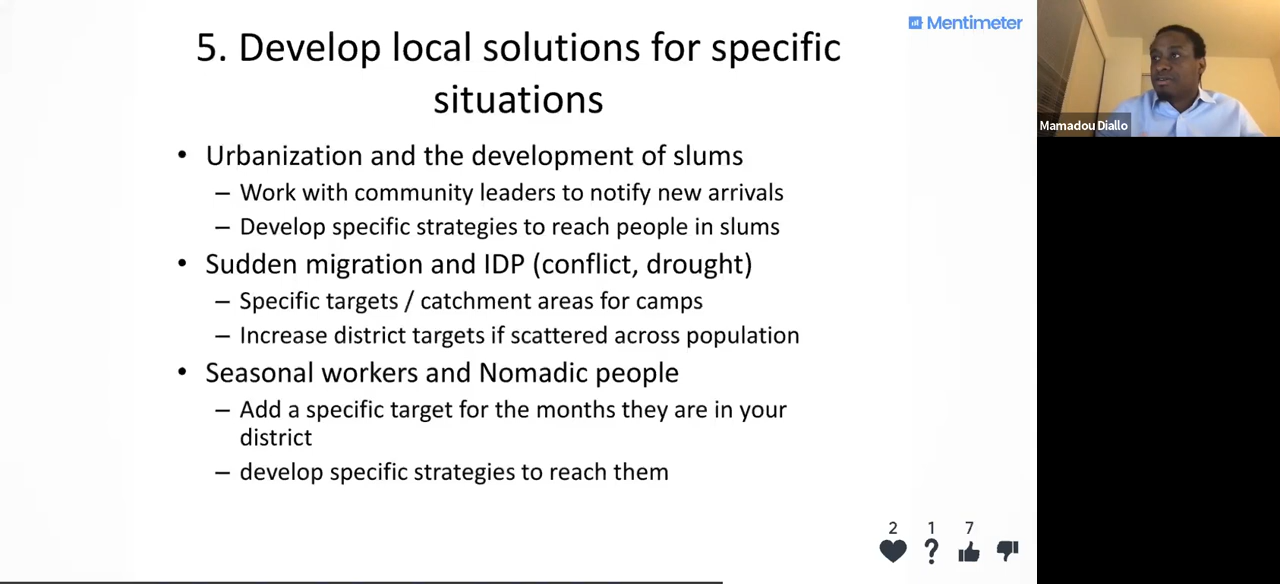 Mentimeter
5. Develop local solutions for specific
situations
• Urbanization and the development of slums
– Work with community leaders to notify new arrivals
– Develop specific strategies to reach people in slums
• Sudden migration and IDP (conflict, drought)
– Specific targets / catchment areas for camps
– Increase district targets if scattered across population
• Seasonal workers and Nomadic people
– Add a specific target for the months they are in your
district
– develop specific strategies to reach them
2 1 7
?
Mamadou Diallo